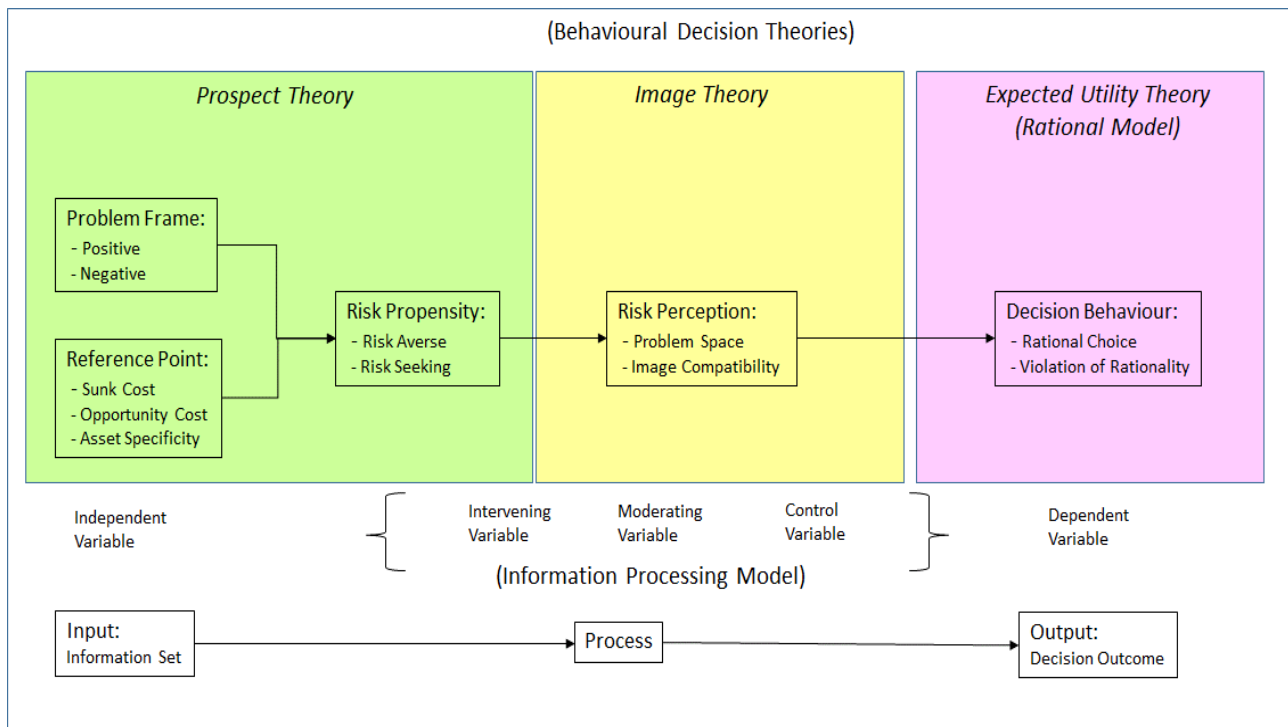 (Behavioural Decision Theories)
Prospect Theory
Image Theory
Expected Utility Theory
(Rational Model)
Problem Frame:
- Positive
- Negative
Reference Point:
- Sunk Cost
- Opportunity Cost
- Asset Specificity
Risk Propensity:
- Risk Averse
- Risk Seeking
Risk Perception:
- Problem Space
- Image Compatibility
Decision Behaviour:
- Rational Choice
- Violation of Rationality
Independent
Variable
Intervening
Variable
Moderating
Variable
Control
Variable
Dependent
Variable
(Information Processing Model)
Input:
Information Set
Process
Output:
Decision Outcome